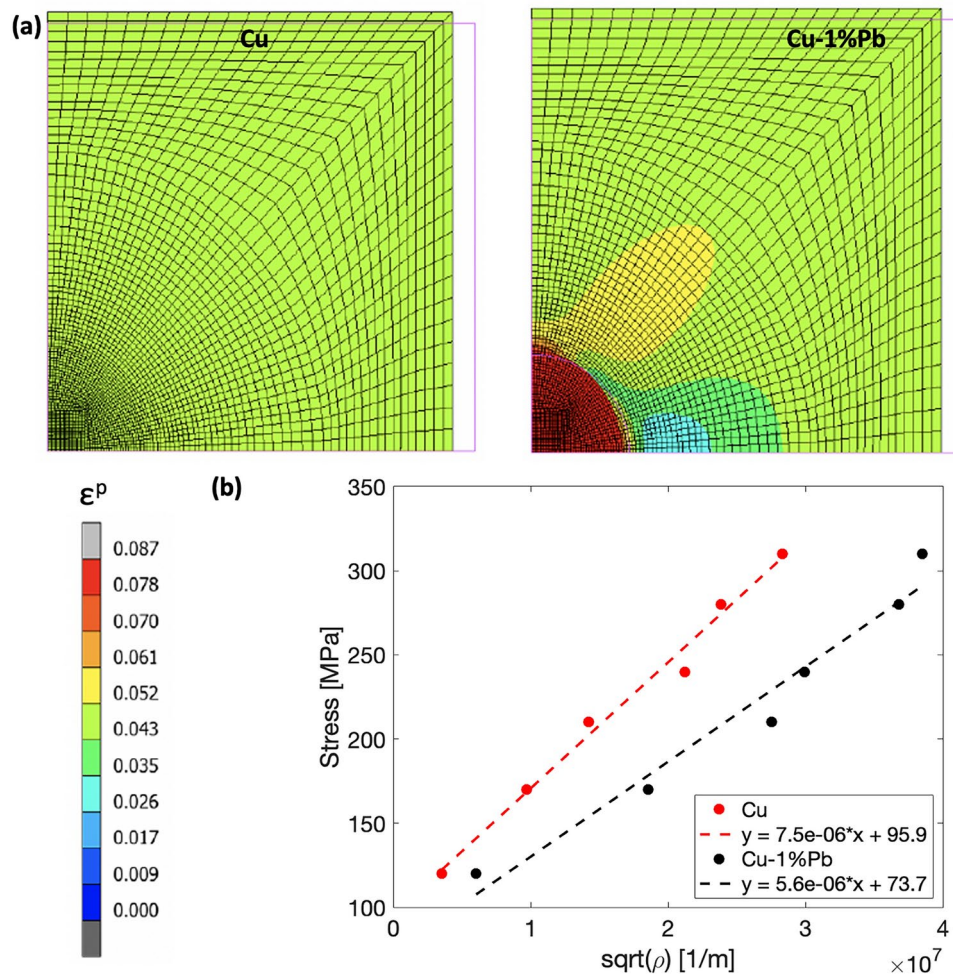 (a)
Cu
Cu-1%Pb
εᵖ
0.087
0.078
0.070
0.061
0.052
0.043
0.035
0.026
0.017
0.009
0.000
(b)
350
300
250
200
150
100
Stress [MPa]
Cu
y = 7.5e-06*x + 95.9
Cu-1%Pb
y = 5.6e-06*x + 73.7
0 1 2 3 4
sqrt(ρ) [1/m]
×10⁷